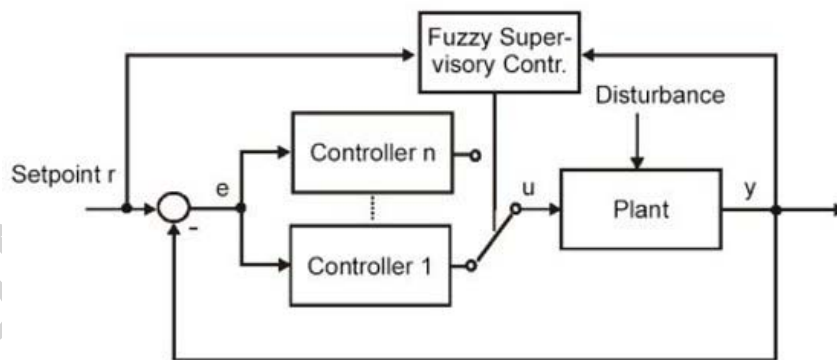 Fuzzy Super-
visory Contr.
Disturbance
Controller n
Setpoint r
e
u
y
Plant
-
Controller 1